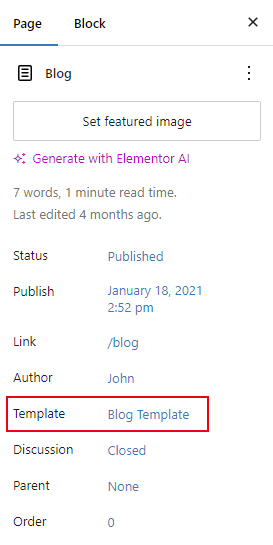 Page Block
Blog
Set featured image
Generate with Elementor AI
7 words, 1 minute read time.
Last edited 4 months ago.
Status Published
Publish January 18, 2021
2:52 pm
Link /blog
Author John
Template Blog Template
Discussion Closed
Parent None
Order 0